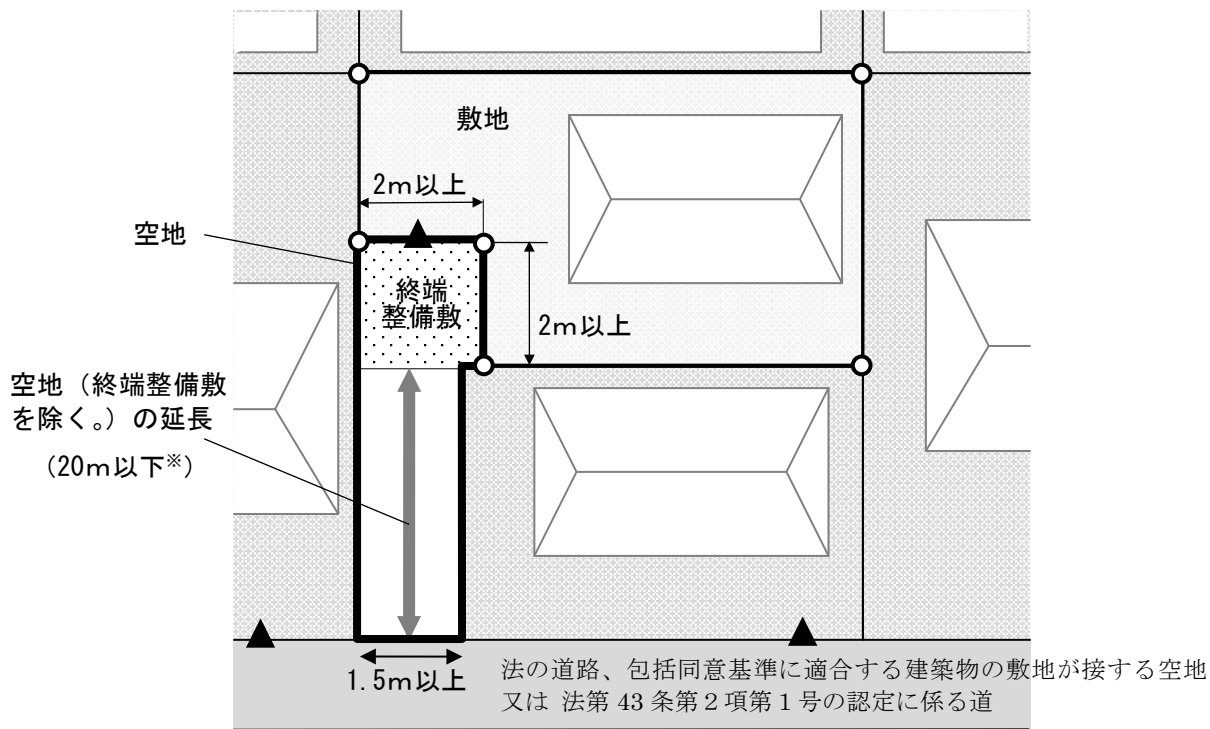 敷地
2m以上
空地
終端
整備敷
2m以上
空地（終端整備敷
を除く。）の延長
（20m以下※）
1.5m以上
法の道路、包括同意基準に適合する建築物の敷地が接する空地
又は 法第 43 条第２項第１号の認定に係る道